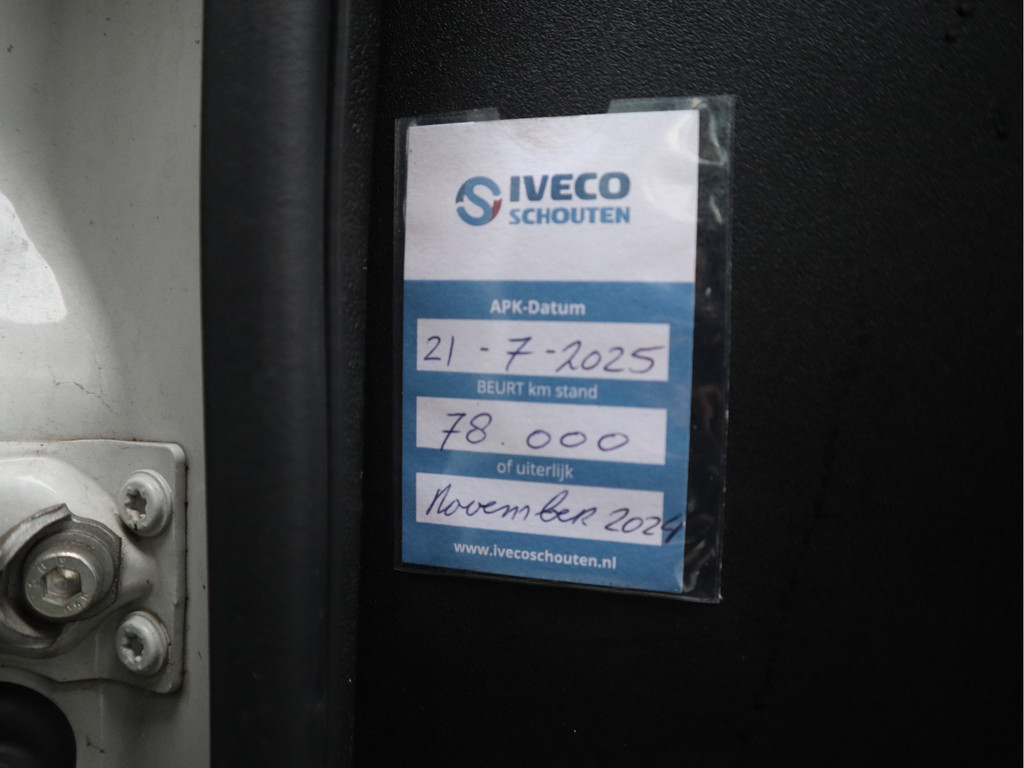 IVECO
SCHOUTEN
APK-Datum
21 - 7 - 2025
BEURT km stand
78.000
of uiterlijk
November 2024
www.ivecoschouten.nl